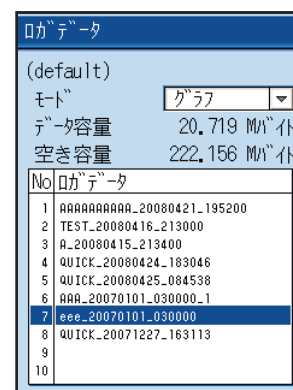 ﾛｶﾞﾃﾞｰﾀ
(default)
ﾓｰﾄﾞ ｸﾞﾗﾌ
ﾃﾞｰﾀ容量 20.719 Mﾊﾞｲﾄ
空き容量 222.156 Mﾊﾞｲﾄ
No ﾛｶﾞﾃﾞｰﾀ
1 AAAAAAAAAA_20080421_195200
2 TEST_20080416_213000
3 A_20080415_213400
4 QUICK_20080424_183046
5 QUICK_20080425_084538
6 AAA_20070101_030000_1
7 eee_20070101_030000
8 QUICK_20071227_163113
9
10